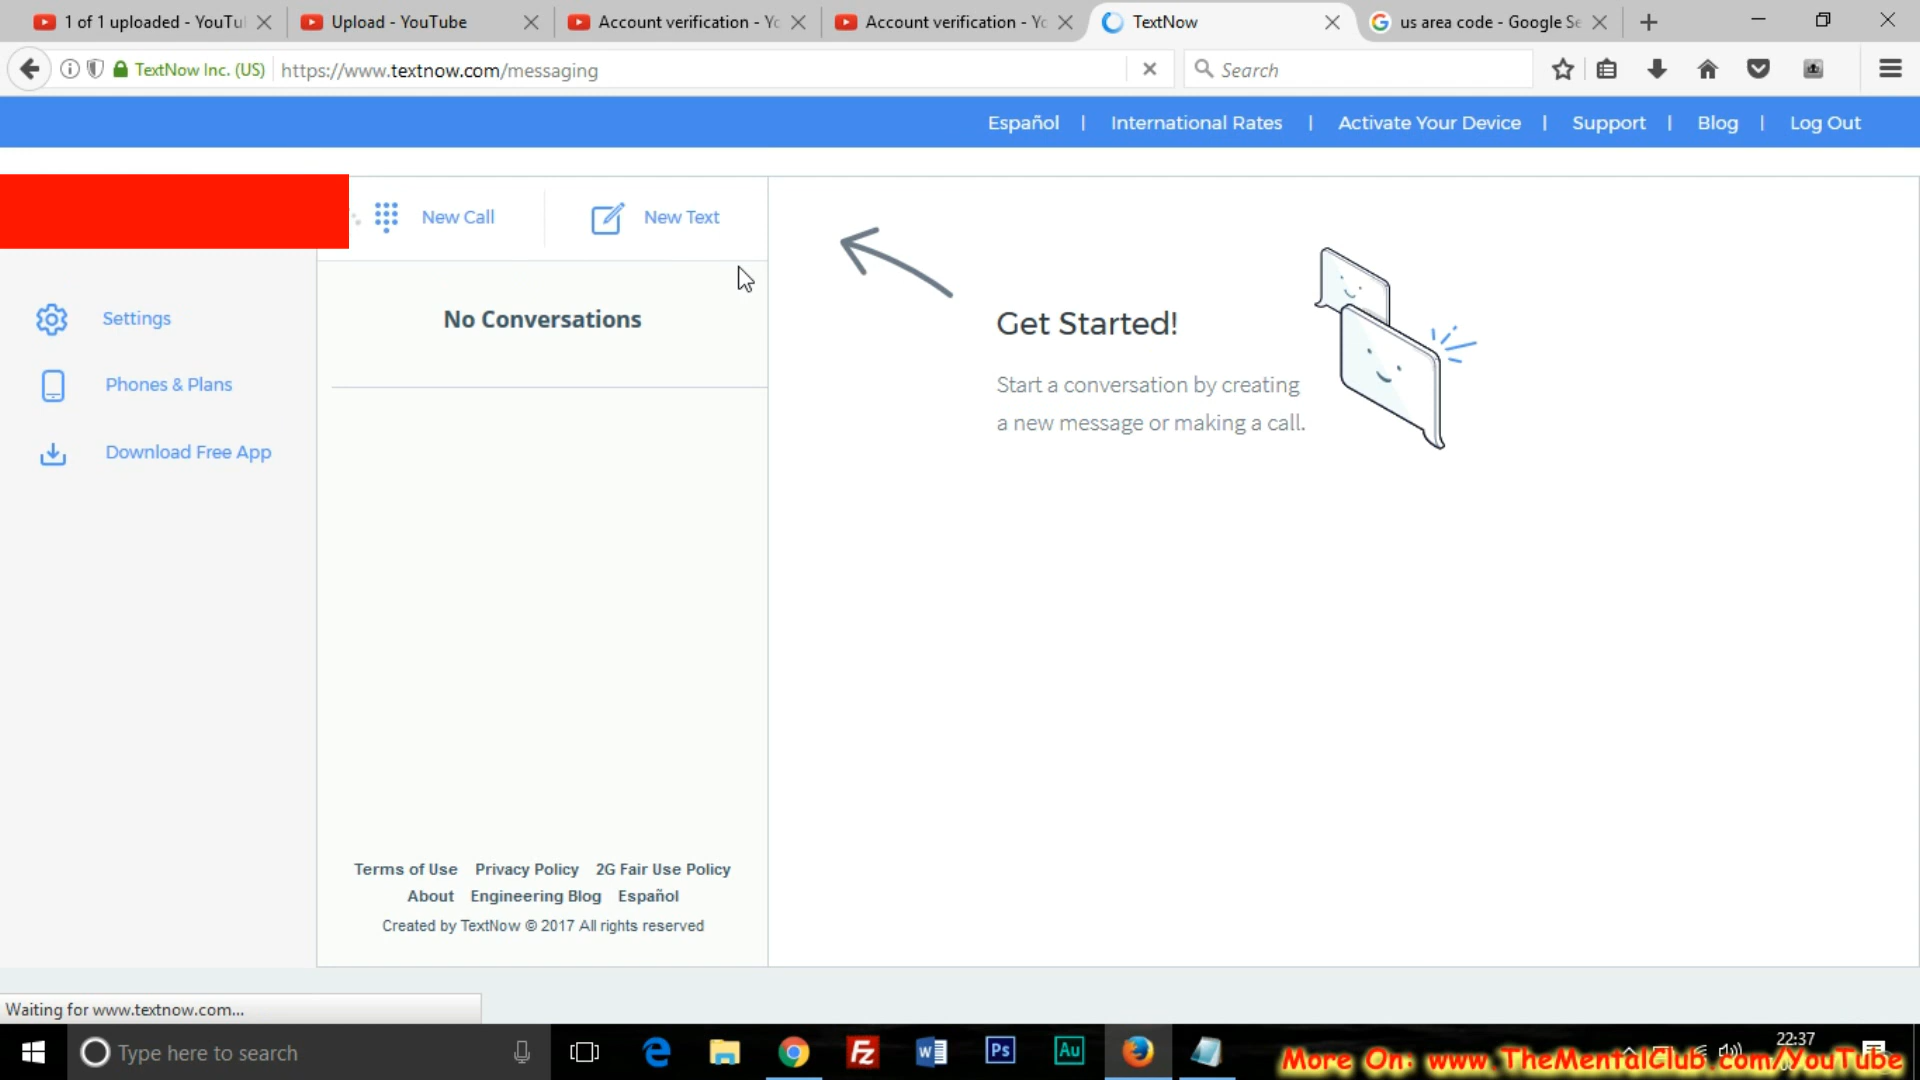 1 of 1 uploaded - YouTu
Upload - YouTube
Account verification - Yo
Account verification - Yo
TextNow
us area code - Google Se
TextNow Inc. (US)
https://www.textnow.com/messaging
Search
Español | International Rates | Activate Your Device | Support | Blog | Log Out
New Call
New Text
Settings
Phones & Plans
Download Free App
No Conversations
Get Started!
Start a conversation by creating
a new message or making a call.
Terms of Use Privacy Policy 2G Fair Use Policy
About Engineering Blog Español
Created by TextNow © 2017 All rights reserved
Waiting for www.textnow.com...
Type here to search
Fz
W
Ps
Au
22:37
More On: www.TheMentalClub.com/YouTube